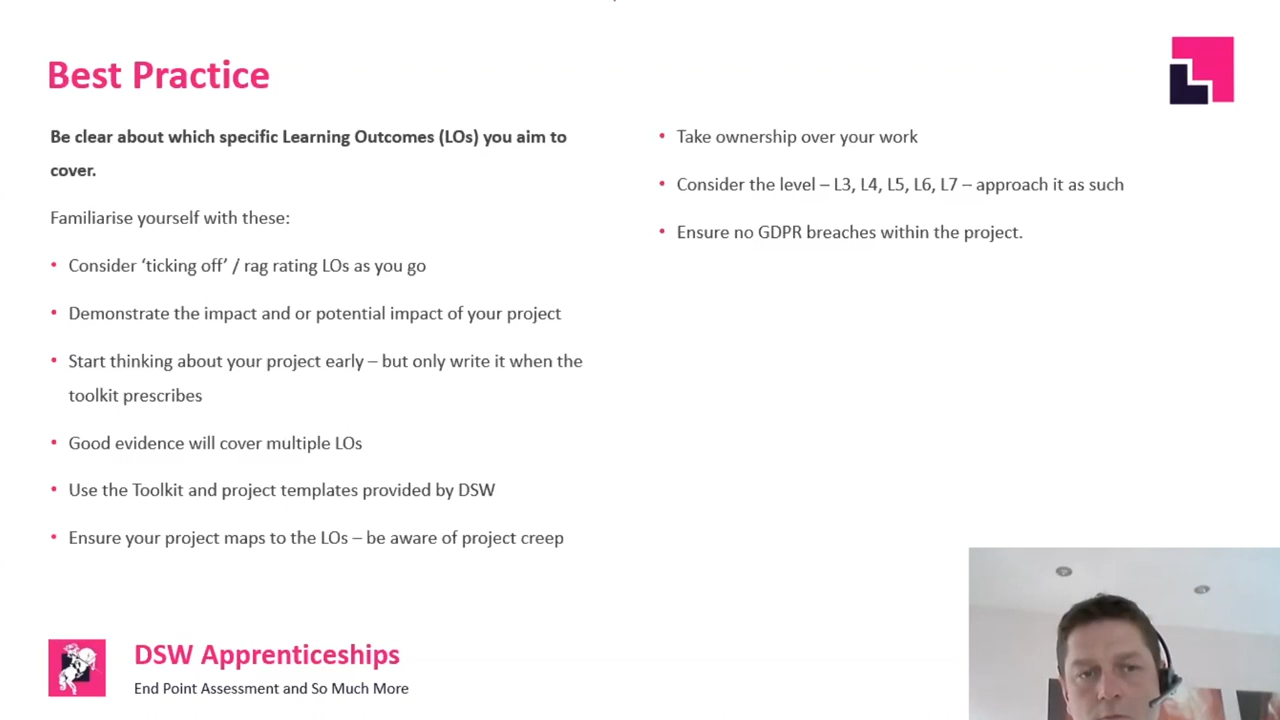 Best Practice
Be clear about which specific Learning Outcomes (LOs) you aim to
cover.
Familiarise yourself with these:
• Consider ‘ticking off’ / rag rating LOs as you go
• Demonstrate the impact and or potential impact of your project
• Start thinking about your project early – but only write it when the
toolkit prescribes
• Good evidence will cover multiple LOs
• Use the Toolkit and project templates provided by DSW
• Ensure your project maps to the LOs – be aware of project creep
• Take ownership over your work
• Consider the level – L3, L4, L5, L6, L7 – approach it as such
• Ensure no GDPR breaches within the project.
DSW Apprenticeships
End Point Assessment and So Much More